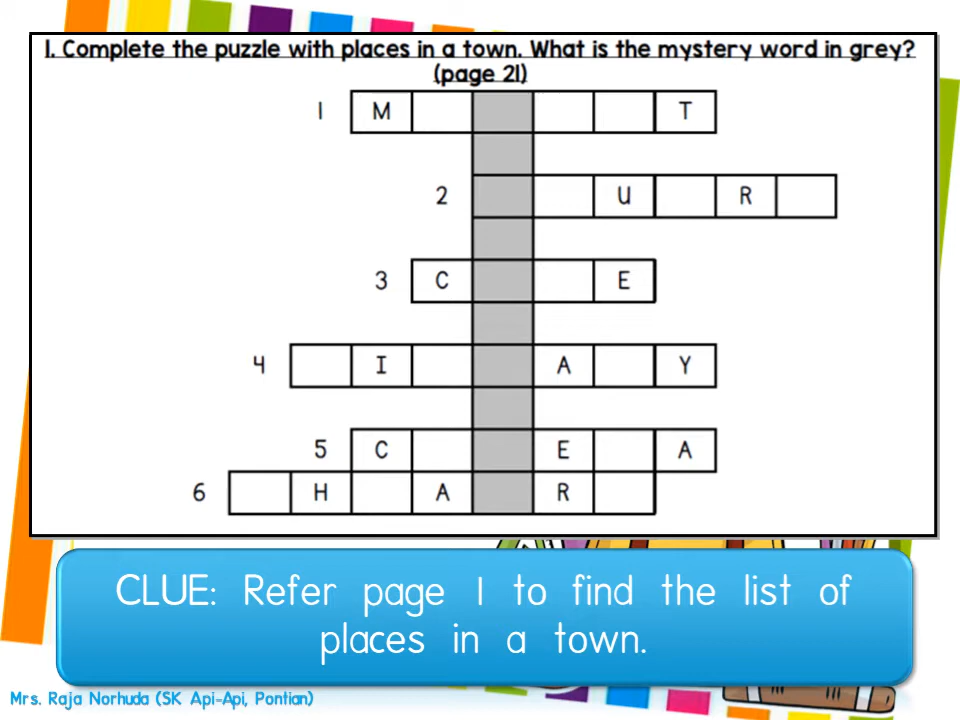 1. Complete the puzzle with places in a town. What is the mystery word in grey?
(page 21)
1 M T
2 U R
3 C E
4 I A Y
5 C E A
6 H A R
CLUE: Refer page 1 to find the list of
places in a town.
Mrs. Raja Norhuda (SK Api-Api, Pontian)